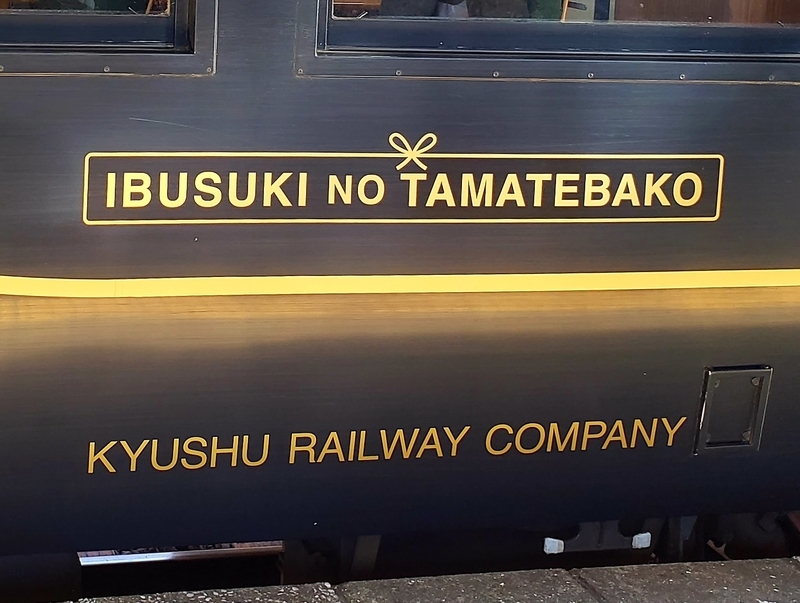 IBUSUKI NO TAMATEBAKO
KYUSHU RAILWAY COMPANY